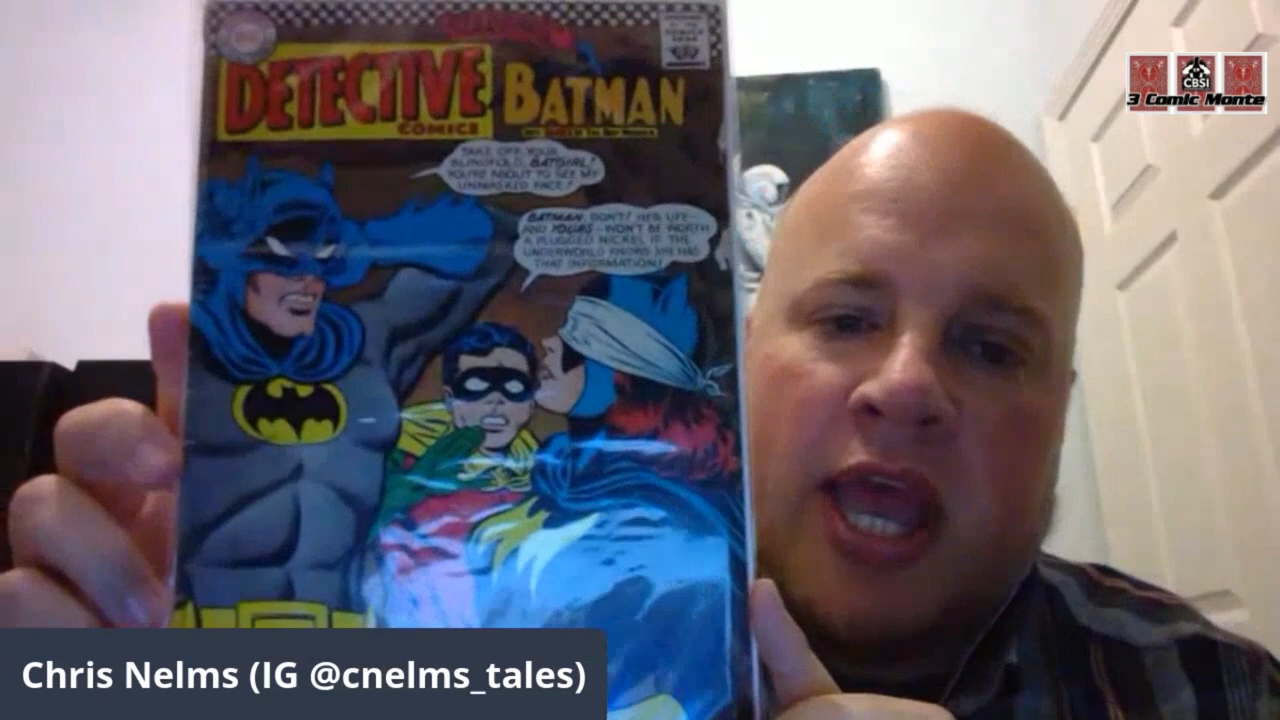 DETECTIVE
COMICS
BATMAN
TAKE OFF YOUR
BLINDFOLD, BATGIRL!
YOU'RE ABOUT TO SEE MY
UNMASKED FACE!
BATMAN, DON'T! HER LIFE--
AND YOURS--WON'T BE WORTH
A PLUGGED NICKEL IF THE
UNDERWORLD KNOWS SHE HAS
THAT INFORMATION!
CBSI
3 Comic Monte
Chris Nelms (IG @cnelms_tales)